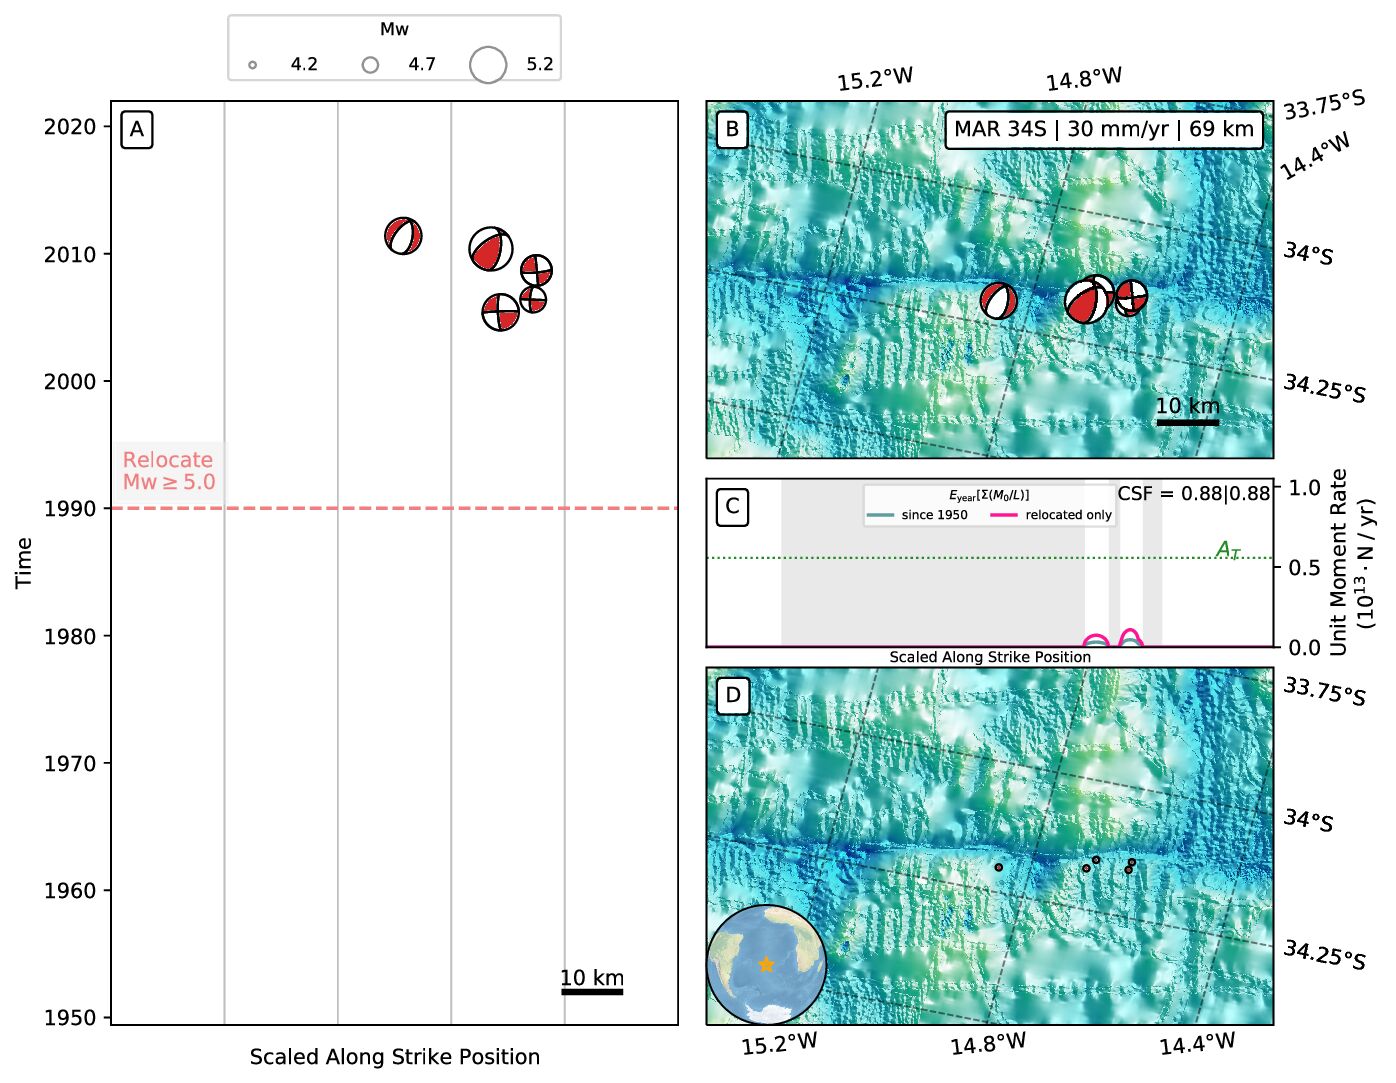 Mw
4.2 4.7 5.2
A
2020
2010
2000
1990
1980
1970
1960
1950
Time
Relocate
Mw ≥ 5.0
10 km
Scaled Along Strike Position
15.2°W 14.8°W
B
MAR 34S | 30 mm/yr | 69 km
33.75°S
14.4°W
34°S
34.25°S
10 km
C
E_year[Σ(M_0/L)]
since 1950 relocated only
CSF = 0.88|0.88
A_T
1.0
0.5
0.0
Unit Moment Rate
(10^13 · N / yr)
Scaled Along Strike Position
D
33.75°S
34°S
34.25°S
15.2°W 14.8°W 14.4°W